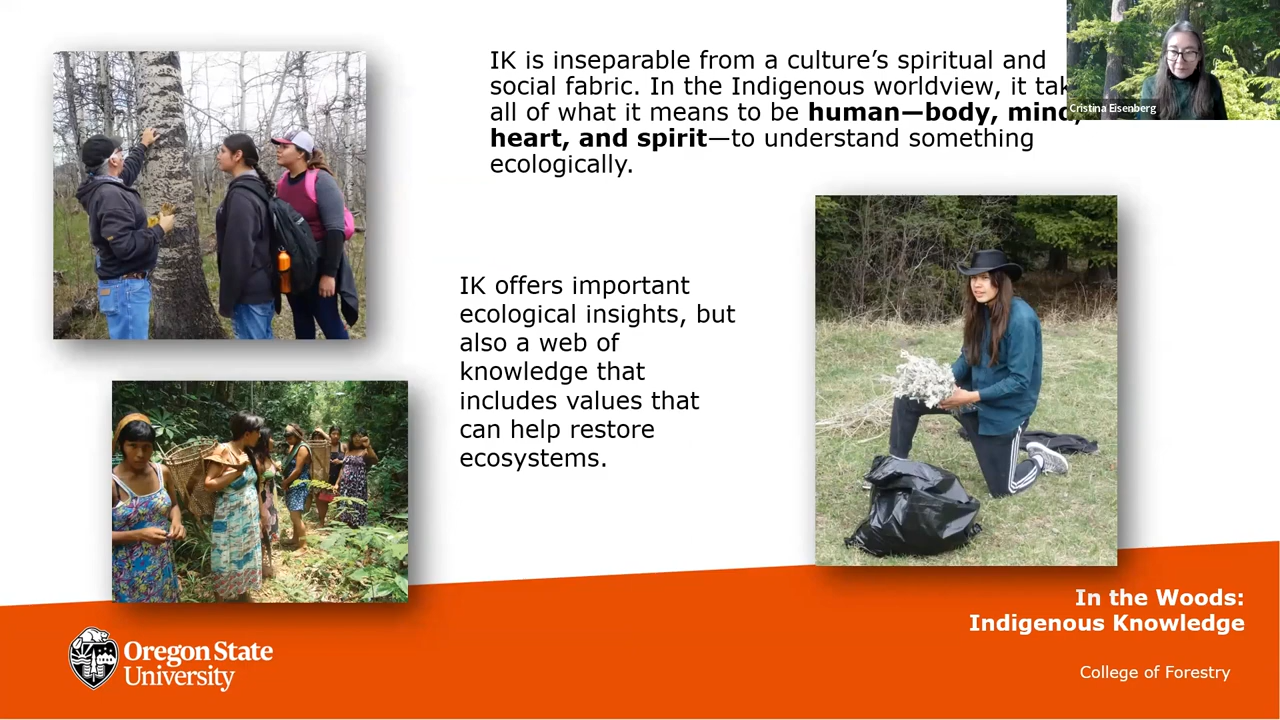 IK is inseparable from a culture’s spiritual and
social fabric. In the Indigenous worldview, it
all of what it means to be human—body, mind,
heart, and spirit—to understand something
ecologically.
Cristina Eisenberg
IK offers important
ecological insights, but
also a web of
knowledge that
includes values that
can help restore
ecosystems.
In the Woods:
Indigenous Knowledge
College of Forestry
Oregon State
University